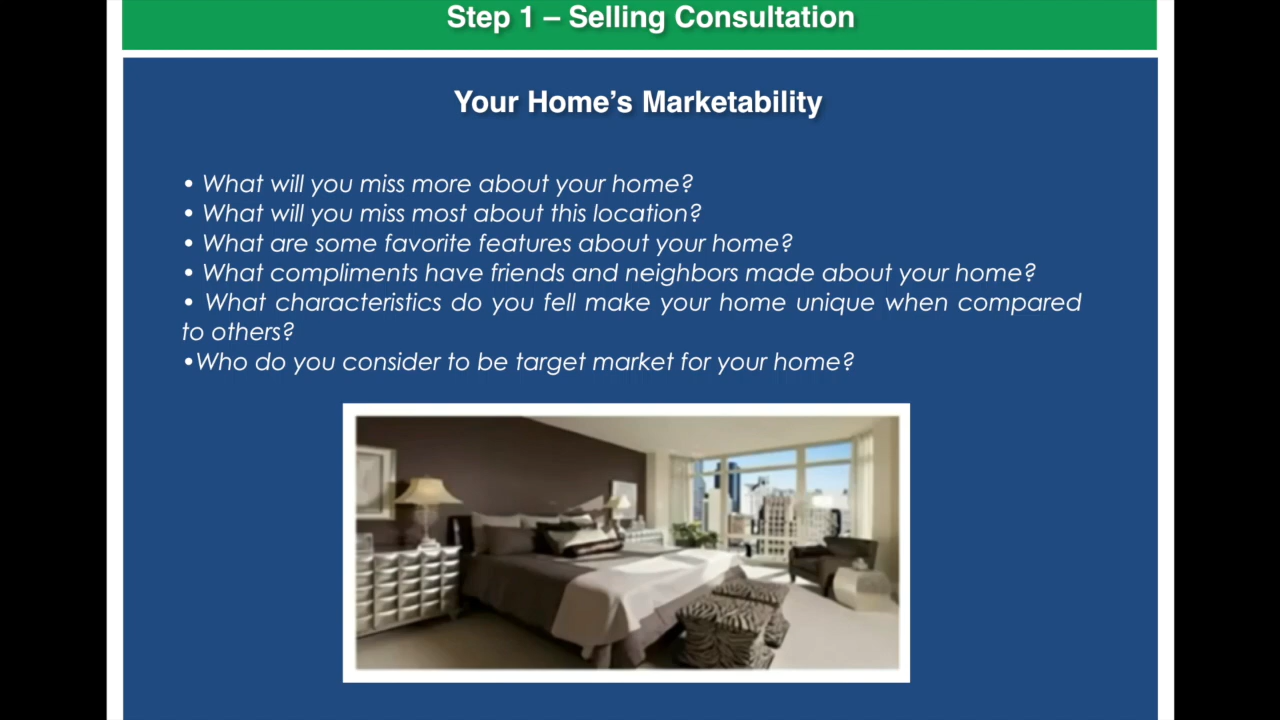 Step 1 – Selling Consultation
Your Home’s Marketability
• What will you miss more about your home?
• What will you miss most about this location?
• What are some favorite features about your home?
• What compliments have friends and neighbors made about your home?
• What characteristics do you fell make your home unique when compared
to others?
•Who do you consider to be target market for your home?